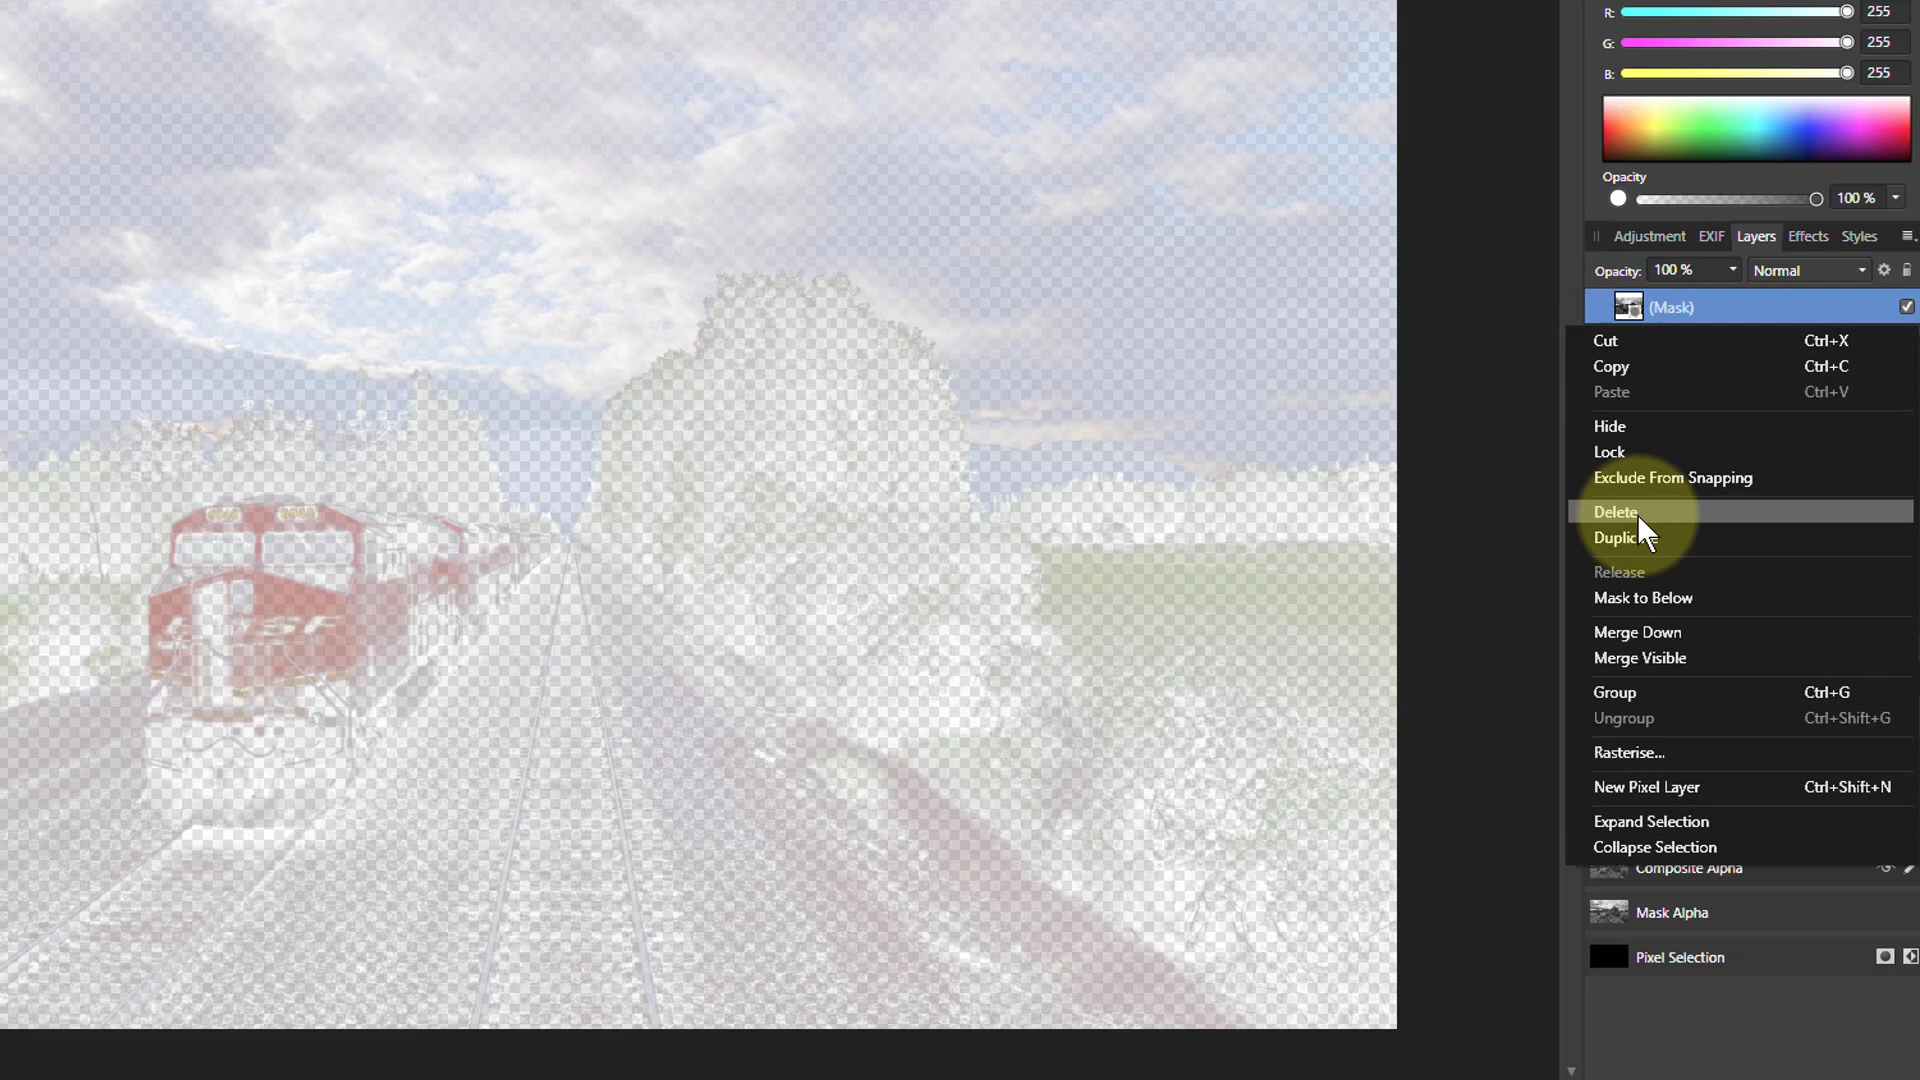 R: 255
G: 255
B: 255
Opacity
100 %
Adjustment EXIF Layers Effects Styles
Opacity: 100 % Normal
(Mask)
Cut Ctrl+X
Copy Ctrl+C
Paste Ctrl+V
Hide
Lock
Exclude From Snapping
Delete
Release
Mask to Below
Merge Down
Merge Visible
Group Ctrl+G
Ungroup Ctrl+Shift+G
Rasterise...
New Pixel Layer Ctrl+Shift+N
Expand Selection
Collapse Selection
Composite Alpha
Mask Alpha
Pixel Selection